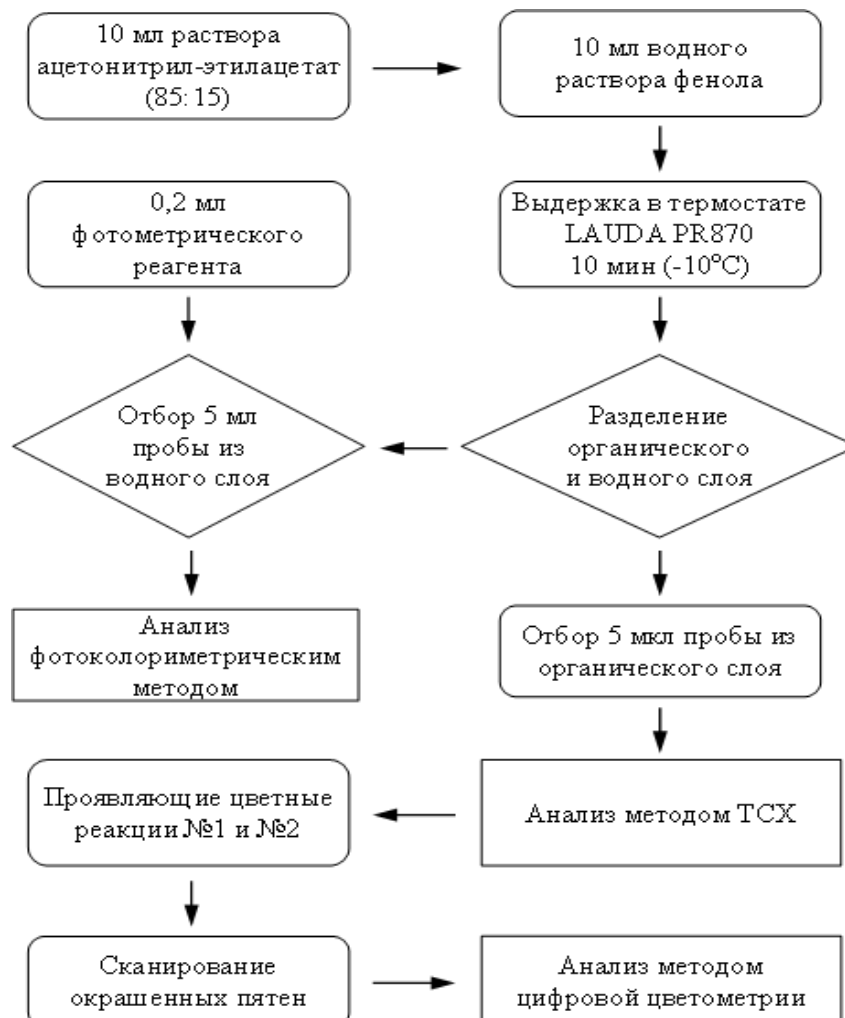 10 мл раствора
ацетонитрил-этилацетат
(85: 15)
10 мл водного
раствора фенола
0,2 мл
фотометрического
реагента
Выдержка в термостате
LAUDA PR870
10 мин (-10°C)
Отбор 5 мл
пробы из
водного слоя
Разделение
органического
и водного слоя
Анализ
фотоколориметрическим
методом
Отбор 5 мкл пробы из
органического слоя
Проявляющие цветные
реакции №1 и №2
Анализ методом ТСХ
Сканирование
окрашенных пятен
Анализ методом
цифровой цветометрии